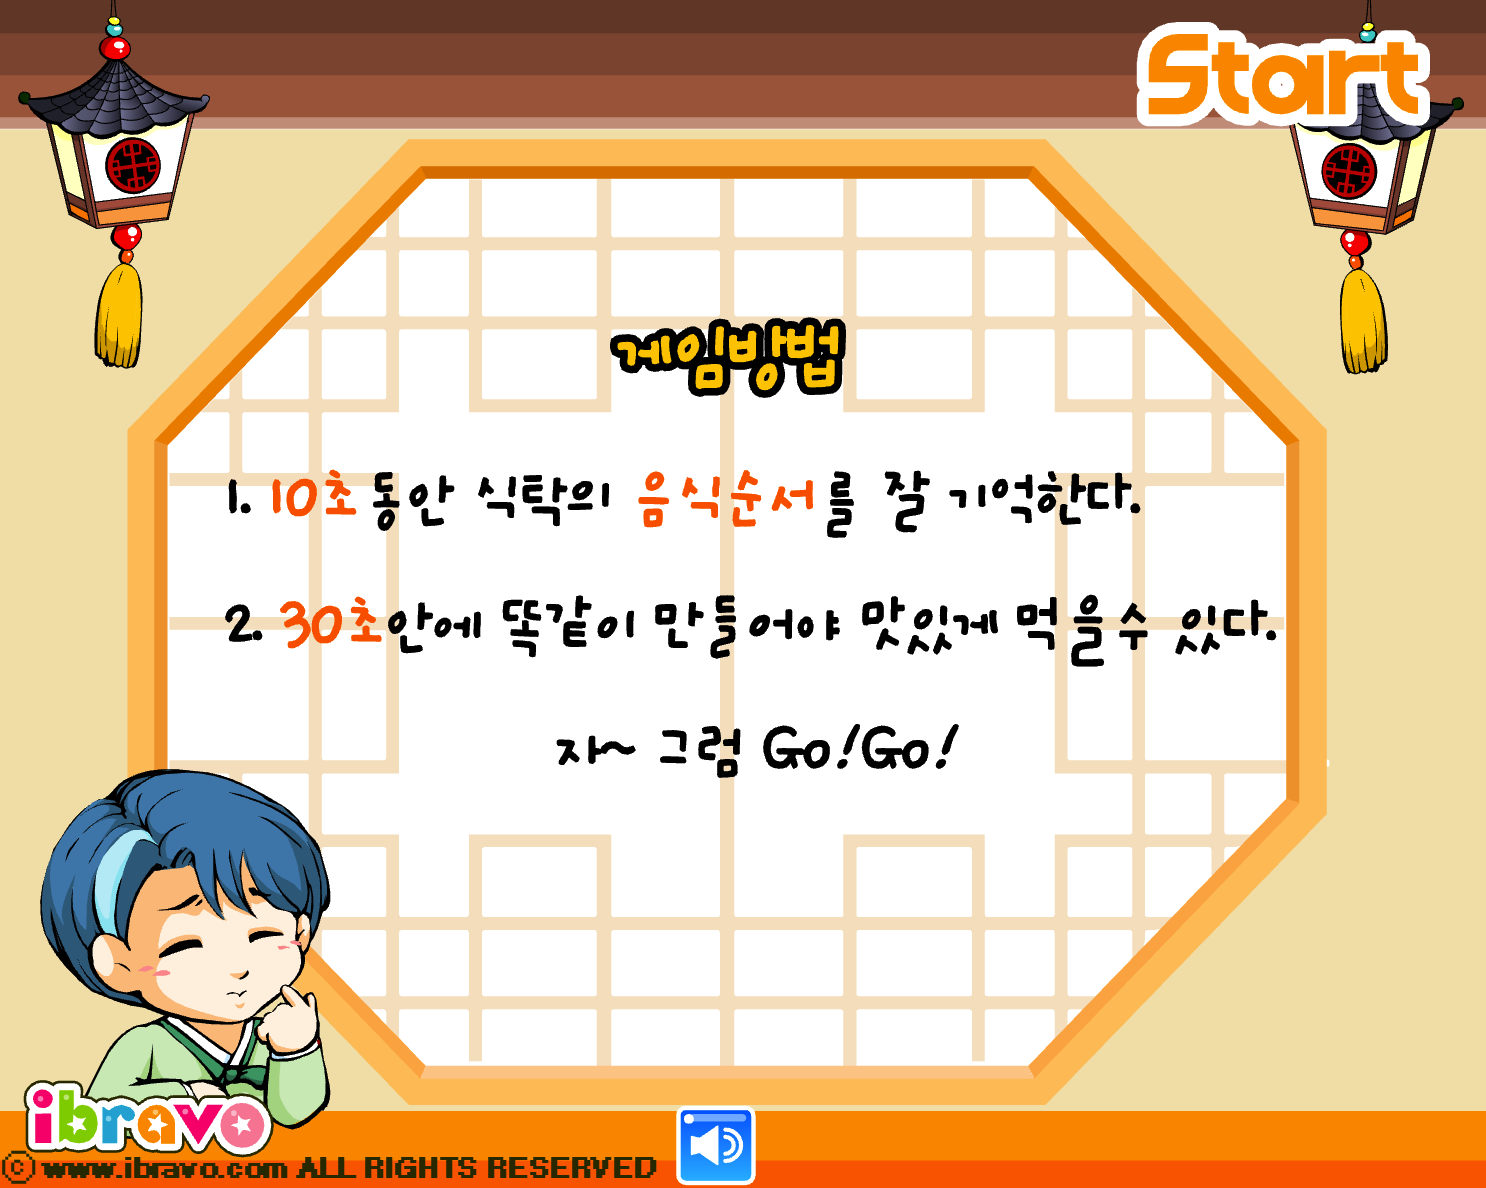 Start
게임방법
1. 10초 동안 식탁의 음식순서를 잘 기억한다.
2. 30초안에 똑같이 만들어야 맛있게 먹을수 있다.
자~ 그럼 Go!Go!
ibravo
ⓒ www.ibravo.com ALL RIGHTS RESERVED